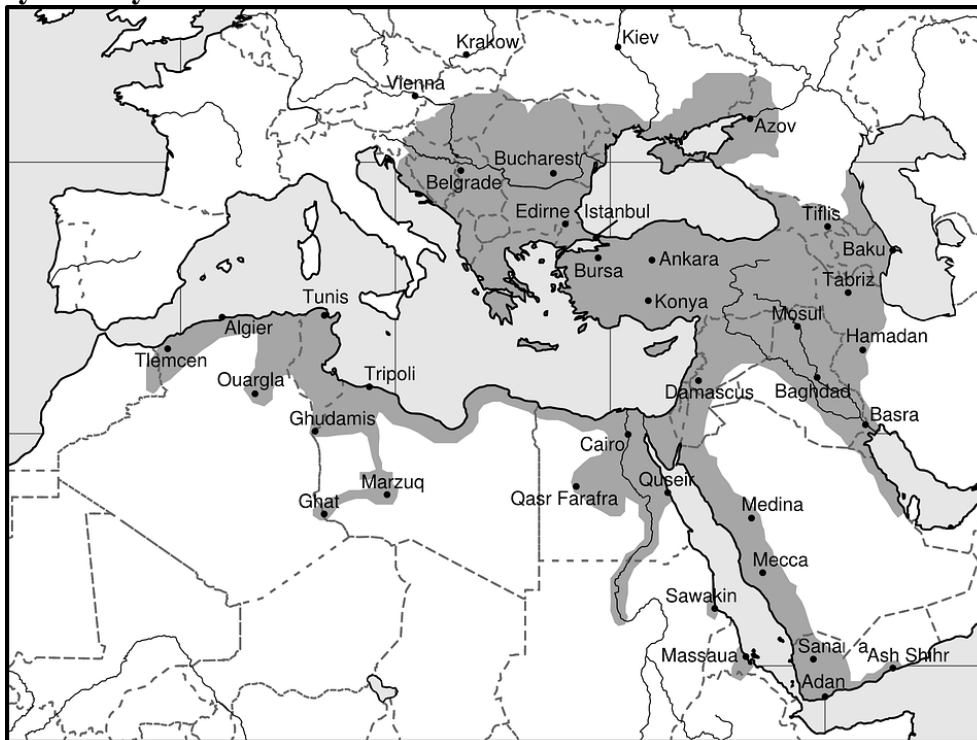 Krakow
Kiev
Vienna
Azov
Bucharest
Belgrade
Edirne
Istanbul
Tiflis
Baku
Bursa
Ankara
Tabriz
Konya
Tunis
Algier
Mosul
Hamadan
Tlemcen
Ouargla
Tripoli
Damascus
Baghdad
Ghudamis
Basra
Cairo
Quseir
Marzuq
Ghat
Qasr Farafra
Medina
Mecca
Sawakin
Massaua
Sanai a
Ash Shihr
Adan